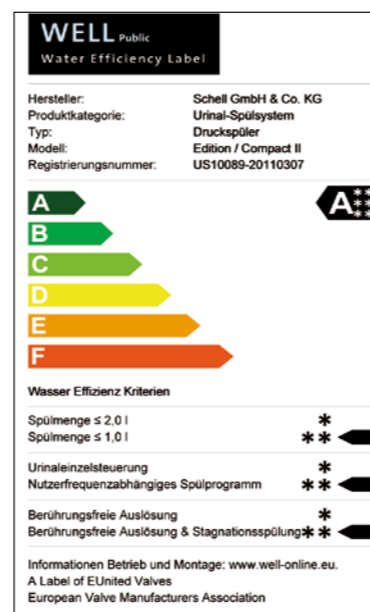 WELL Public
Water Efficiency Label
Hersteller: Schell GmbH & Co. KG
Produktkategorie: Urinal-Spülsystem
Typ: Druckspüler
Modell: Edition / Compact II
Registrierungsnummer: US10089-20110307
A A ******
B
C
D
E
F
Wasser Effizienz Kriterien
Spülmenge ≤ 2,0 l *
Spülmenge ≤ 1,0 l **
Urinaleinzelsteuerung *
Nutzerfrequenzabhängiges Spülprogramm **
Berührungsfreie Auslösung *
Berührungsfreie Auslösung & Stagnationsspülung **
Informationen Betrieb und Montage: www.well-online.eu.
A Label of EUnited Valves
European Valve Manufacturers Association